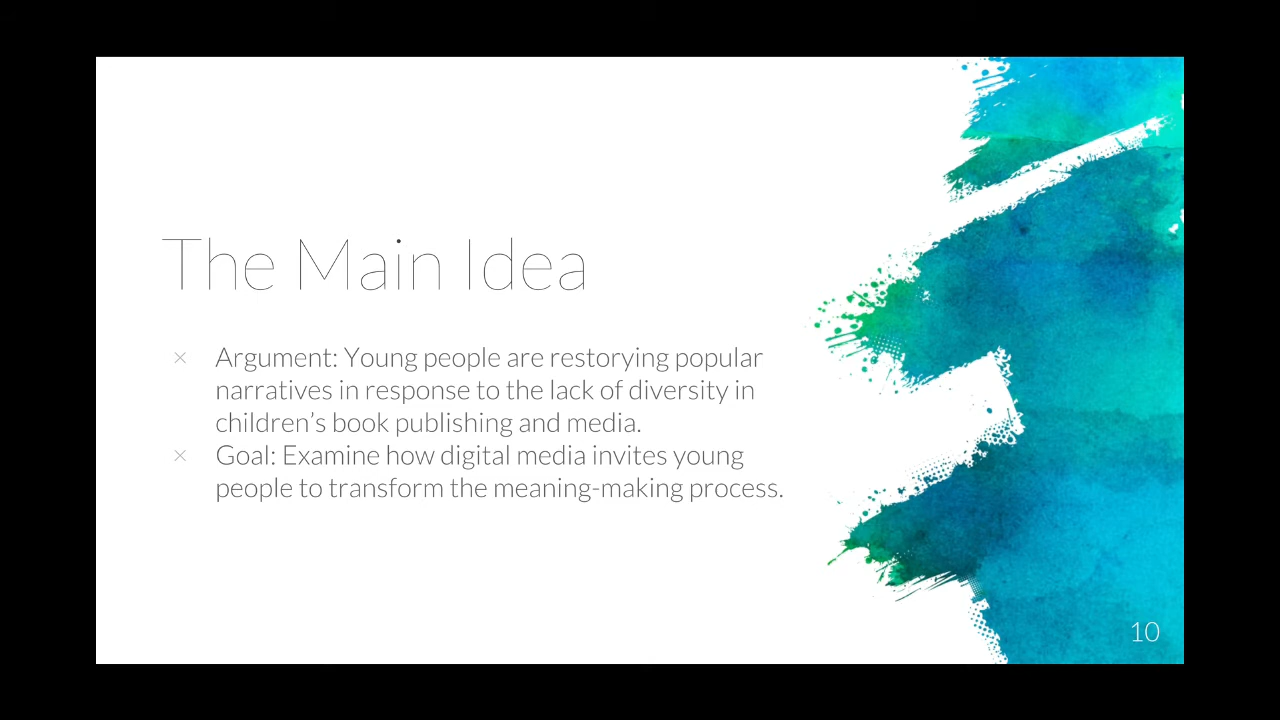 The Main Idea
× Argument: Young people are restorying popular
narratives in response to the lack of diversity in
children’s book publishing and media.
× Goal: Examine how digital media invites young
people to transform the meaning-making process.
10